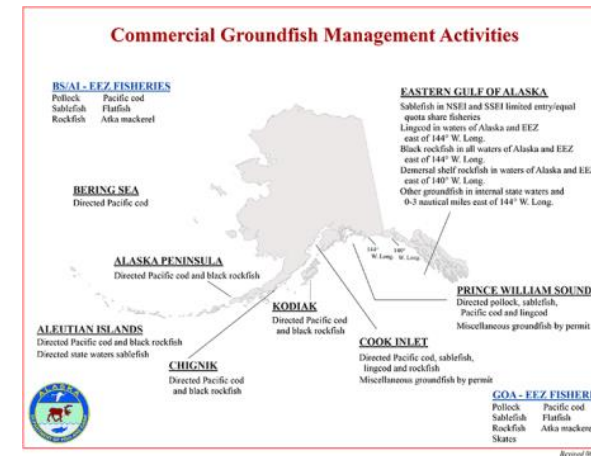 Commercial Groundfish Management Activities
BS/AI - EEZ FISHERIES
Pollock Pacific cod
Sablefish Flatfish
Rockfish Atka mackerel
EASTERN GULF OF ALASKA
Sablefish in NSEI and SSEI limited entry/equal
quota share fisheries
Lingcod in waters of Alaska and EEZ
east of 144° W. Long.
Black rockfish in all waters of Alaska and EEZ
east of 144° W. Long.
Demersal shelf rockfish in waters of Alaska and EEZ
east of 140° W. Long.
Other groundfish in internal state waters and
0-3 nautical miles east of 144° W. Long.
BERING SEA
Directed Pacific cod
144°
W. Long.
140°
W. Long.
ALASKA PENINSULA
Directed Pacific cod and black rockfish
KODIAK
Directed Pacific cod
and black rockfish
PRINCE WILLIAM SOUND
Directed pollock, sablefish,
Pacific cod and lingcod
Miscellaneous groundfish by permit
ALEUTIAN ISLANDS
Directed Pacific cod and black rockfish
Directed state waters sablefish
CHIGNIK
Directed Pacific cod
and black rockfish
COOK INLET
Directed Pacific cod, sablefish,
lingcod and rockfish
Miscellaneous groundfish by permit
ALASKA
GOA - EEZ FISHERI
Pollock Pacific cod
Sablefish Flatfish
Rockfish Atka mackere
Skates
Revised